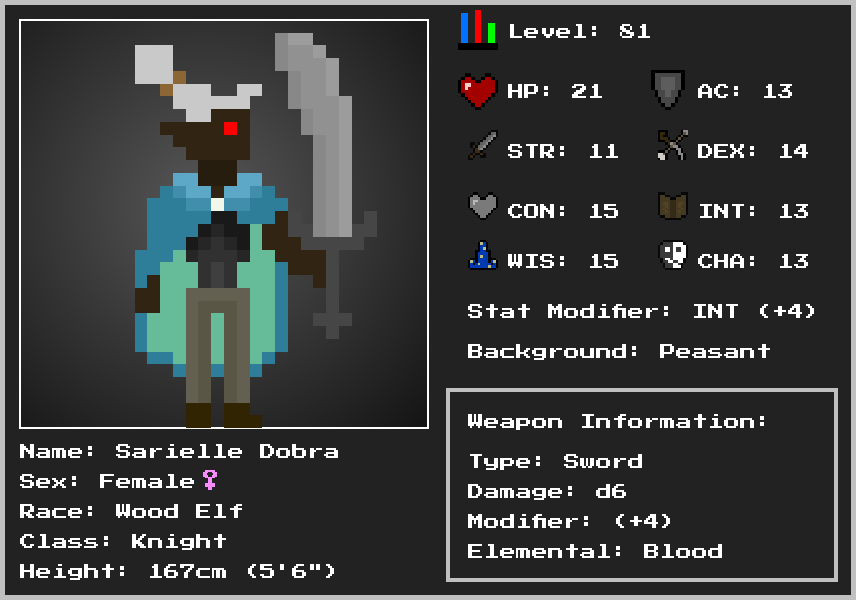 Level: 81
HP: 21 AC: 13
STR: 11 DEX: 14
CON: 15 INT: 13
WIS: 15 CHA: 13
Stat Modifier: INT (+4)
Background: Peasant
Weapon Information:
Type: Sword
Damage: d6
Modifier: (+4)
Elemental: Blood
Name: Sarielle Dobra
Sex: Female♀
Race: Wood Elf
Class: Knight
Height: 167cm (5'6")